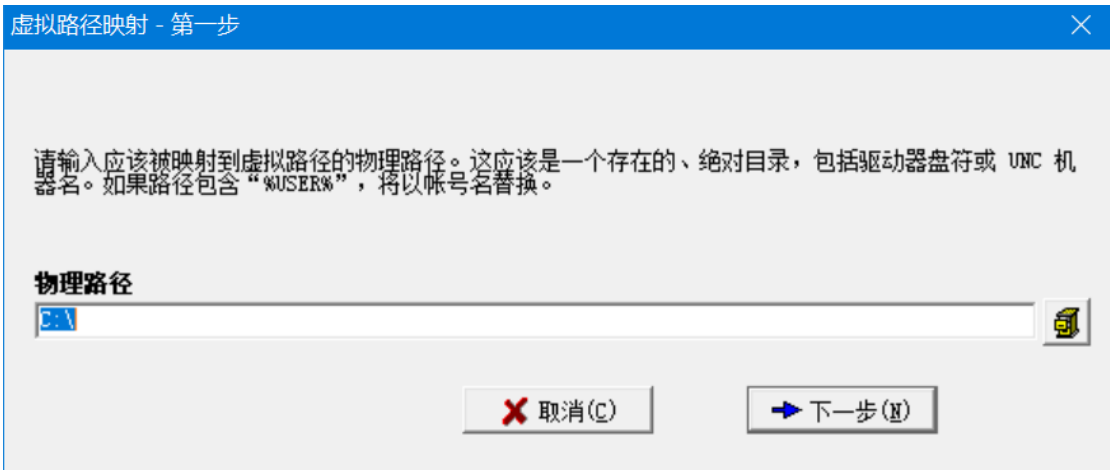 虚拟路径映射 - 第一步
请输入应该被映射到虚拟路径的物理路径。这应该是一个存在的、绝对目录，包括驱动器盘符或 UNC 机
器名。如果路径包含“%USER%”，将以帐号名替换。
物理路径
C:\
取消(C)
下一步(N)